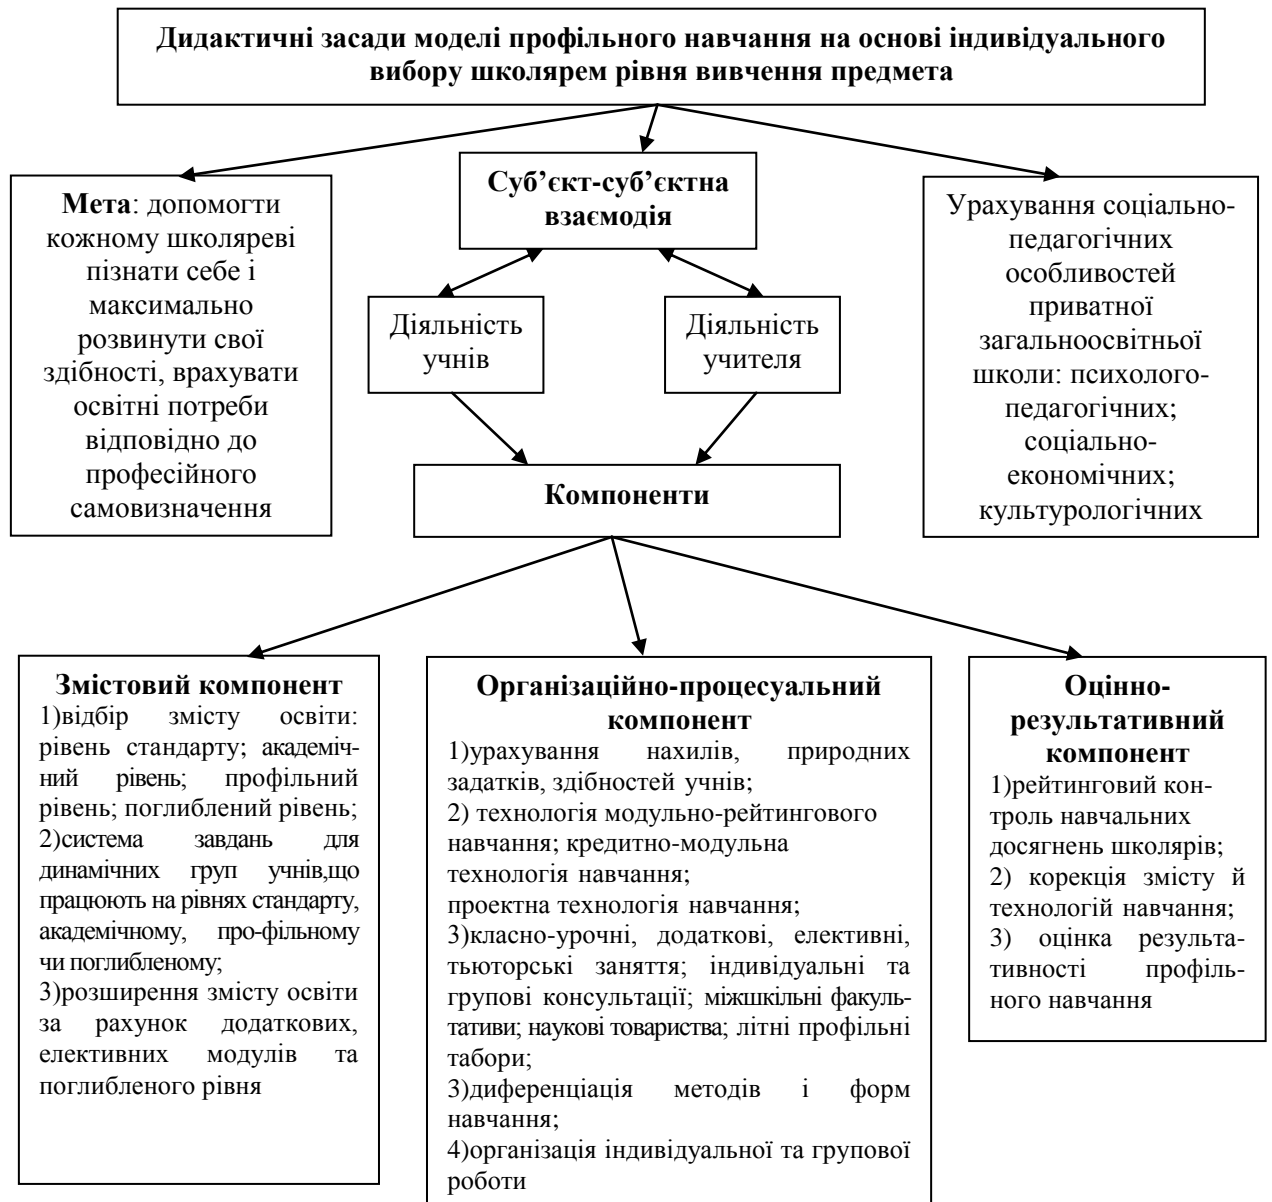 Дидактичні засади моделі профільного навчання на основі індивідуального
вибору школярем рівня вивчення предмета
Мета: допомогти
кожному школяреві
пізнати себе і
максимально
розвинути свої
здібності, врахувати
освітні потреби
відповідно до
професійного
самовизначення
Суб’єкт-суб’єктна
взаємодія
Діяльність
учнів
Діяльність
учителя
Урахування соціально-
педагогічних
особливостей
приватної
загальноосвітньої
школи: психолого-
педагогічних;
соціально-
економічних;
культурологічних
Компоненти
Змістовий компонент
1)відбір змісту освіти:
рівень стандарту; академіч-
ний рівень; профільний
рівень; поглиблений рівень;
2)система завдань для
динамічних груп учнів,що
працюють на рівнях стандарту,
академічному, про-фільному
чи поглибленому;
3)розширення змісту освіти
за рахунок додаткових,
елективних модулів та
поглибленого рівня
Організаційно-процесуальний
компонент
1)урахування нахилів, природних
задатків, здібностей учнів;
2) технологія модульно-рейтингового
навчання; кредитно-модульна
технологія навчання;
проектна технологія навчання;
3)класно-урочні, додаткові, елективні,
тьюторські заняття; індивідуальні та
групові консультації; міжшкільні факуль-
тативи; наукові товариства; літні профільні
табори;
3)диференціація методів і форм
навчання;
4)організація індивідуальної та групової
роботи
Оцінно-
результативний
компонент
1)рейтинговий кон-
троль навчальних
досягнень школярів;
2) корекція змісту й
технологій навчання;
3) оцінка результа-
тивності профіль-
ного навчання